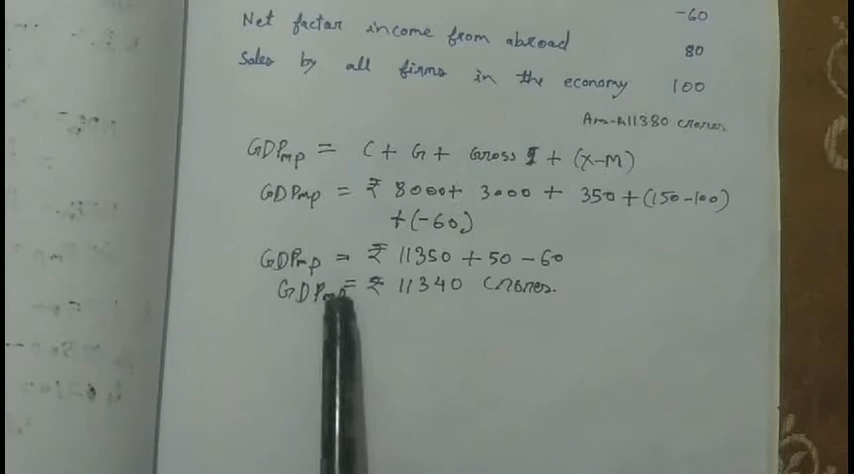 -60
Net factor income from abroad 80
Sales by all firms in the economy 100
Ans-₹11380 crores
GDPmp = C + G + Gross I + (X-M)
GDPmp = ₹ 8000+ 3000 + 350 + (150-100)
+(-60)
GDPmp = ₹ 11350 + 50 - 60
GDPmp = ₹ 11340 Crores.